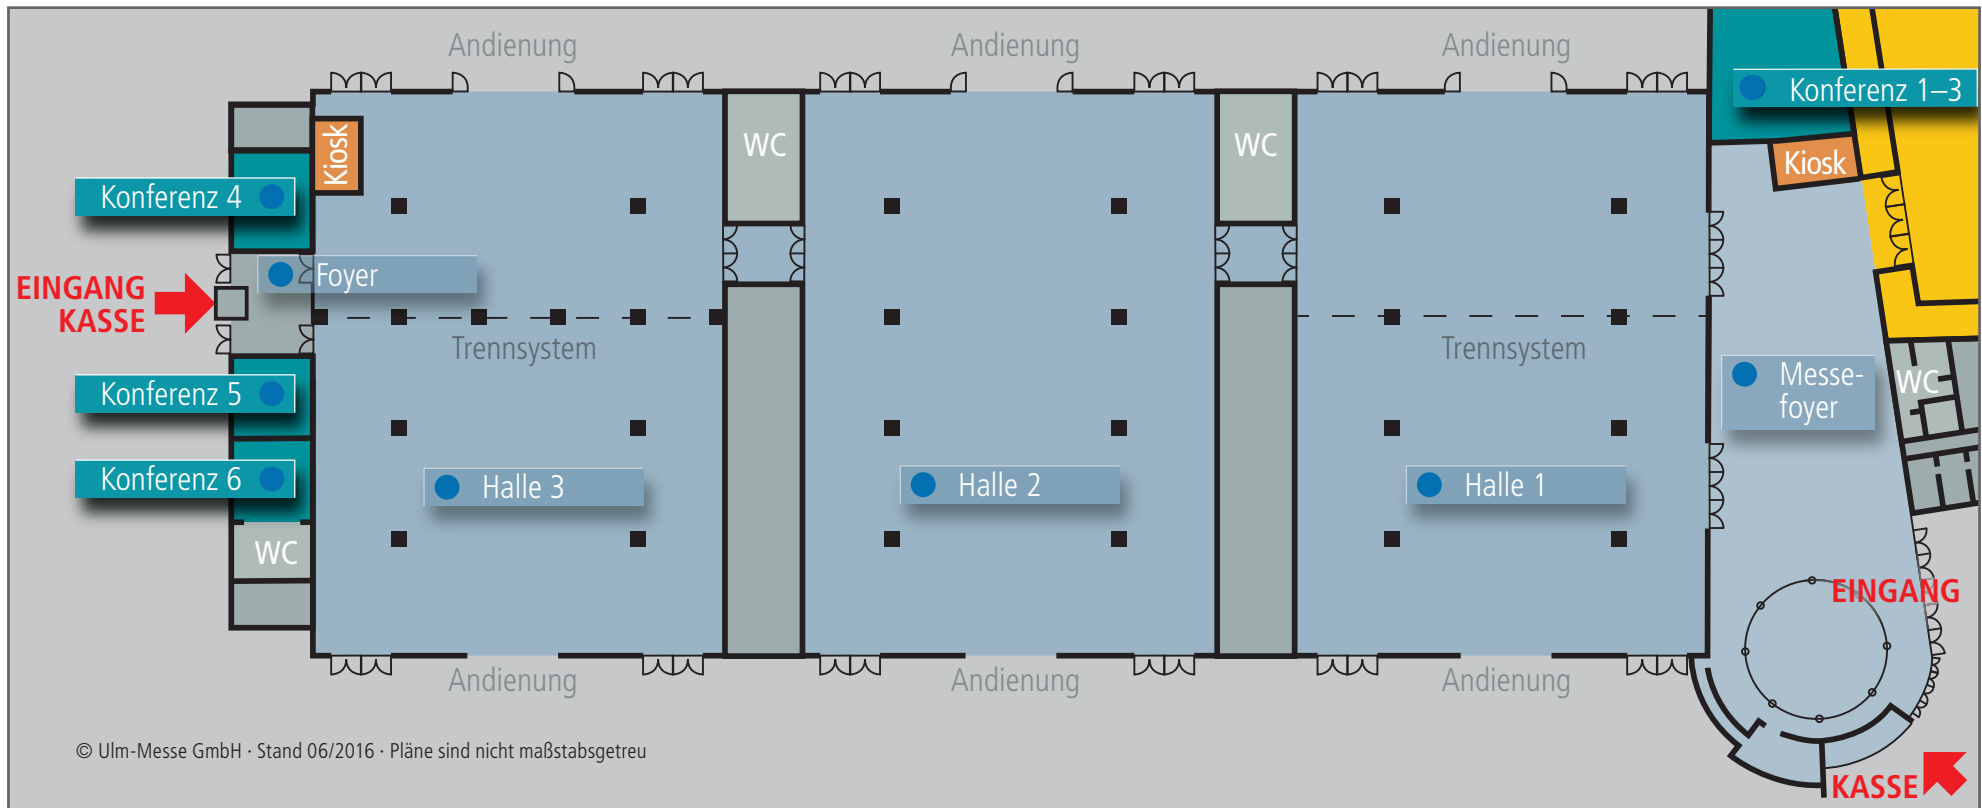 Andienung
Andienung
Andienung
Konferenz 1–3
Kiosk
WC
WC
Kiosk
Konferenz 4
Foyer
EINGANG
KASSE
Trennsystem
Trennsystem
Messe-
foyer
WC
Konferenz 5
Konferenz 6
Halle 3
Halle 2
Halle 1
WC
EINGANG
Andienung
Andienung
Andienung
© Ulm-Messe GmbH · Stand 06/2016 · Pläne sind nicht maßstabsgetreu
KASSE